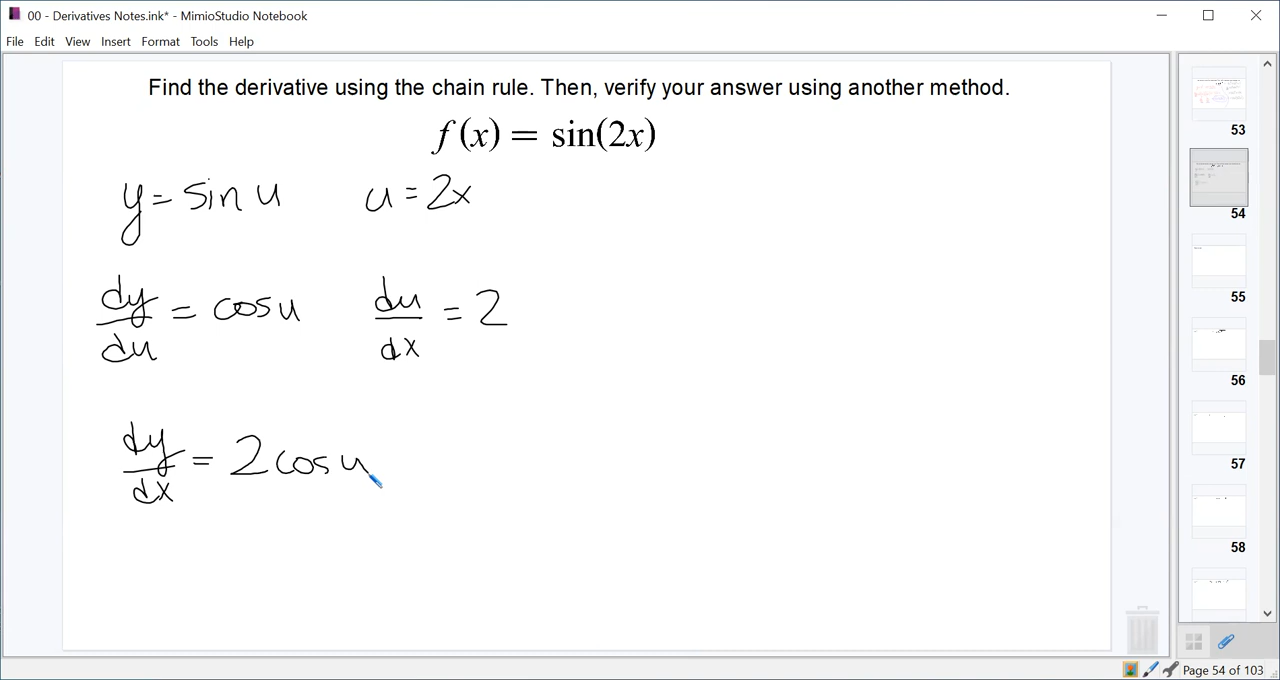 00 - Derivatives Notes.ink* - MimioStudio Notebook
File Edit View Insert Format Tools Help
Find the derivative using the chain rule. Then, verify your answer using another method.
f(x) = sin(2x)
y = sin u u = 2x
dy/du = cos u du/dx = 2
dy/dx = 2 cos u
53
54
55
56
57
58
Page 54 of 103